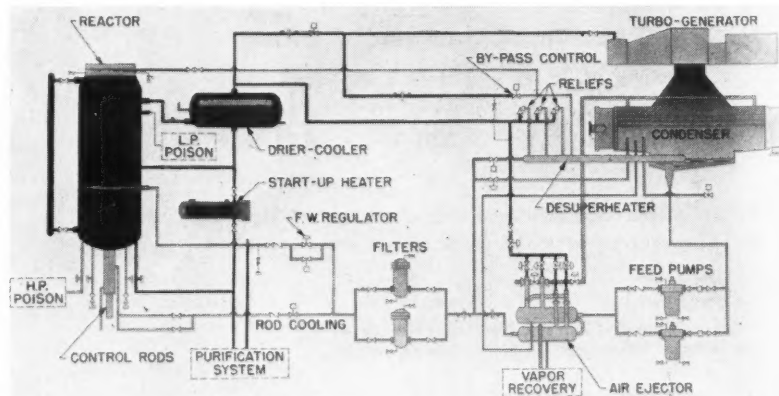 REACTOR
TURBO-GENERATOR
BY-PASS CONTROL
RELIEFS
L.P.
POISON
DRIER-COOLER
CONDENSER
START-UP HEATER
DESUPERHEATER
F.W. REGULATOR
FILTERS
FEED PUMPS
H.P.
POISON
ROD COOLING
CONTROL RODS
PURIFICATION
SYSTEM
VAPOR
RECOVERY
AIR EJECTOR